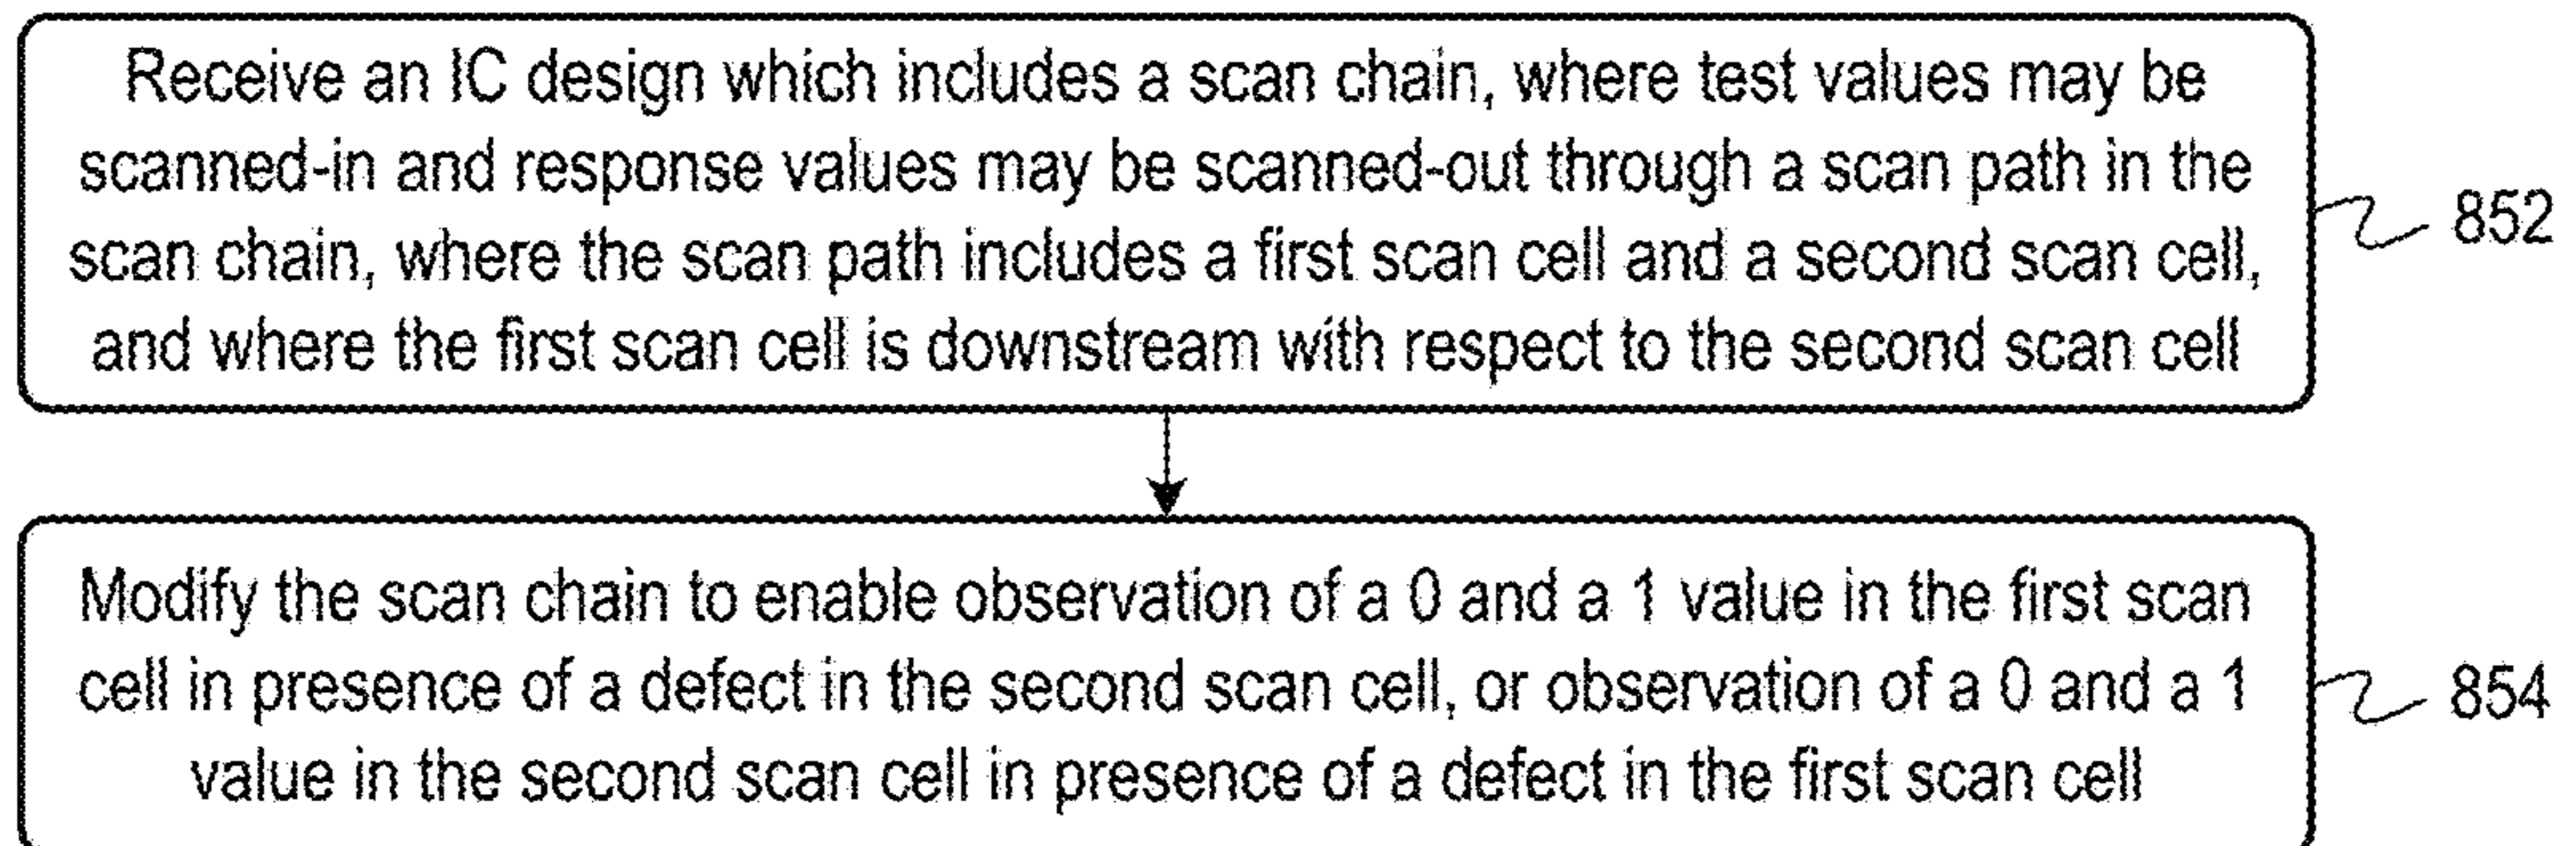 Receive an IC design which includes a scan chain, where test values may be
scanned-in and response values may be scanned-out through a scan path in the
scan chain, where the scan path includes a first scan cell and a second scan cell,
and where the first scan cell is downstream with respect to the second scan cell
852
Modify the scan chain to enable observation of a 0 and a 1 value in the first scan
cell in presence of a defect in the second scan cell, or observation of a 0 and a 1
value in the second scan cell in presence of a defect in the first scan cell
854